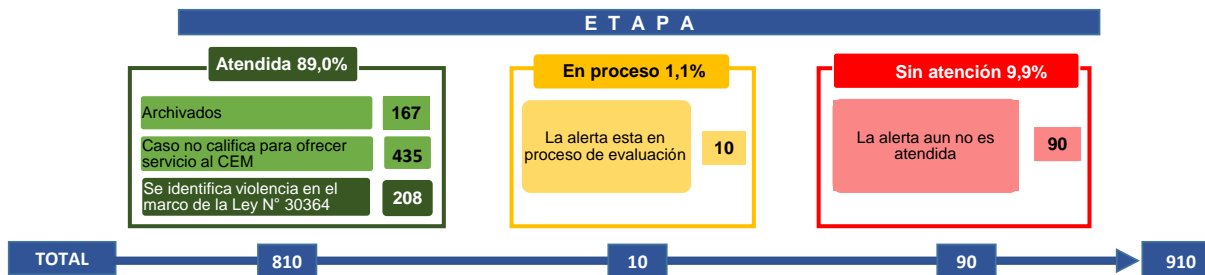 E T A P A
Atendida 89,0%
Archivados
167
Caso no califica para ofrecer
servicio al CEM
435
Se identifica violencia en el
marco de la Ley N° 30364
208
En proceso 1,1%
La alerta esta en
proceso de evaluación
10
Sin atención 9,9%
La alerta aun no es
atendida
90
TOTAL
810
10
90
910